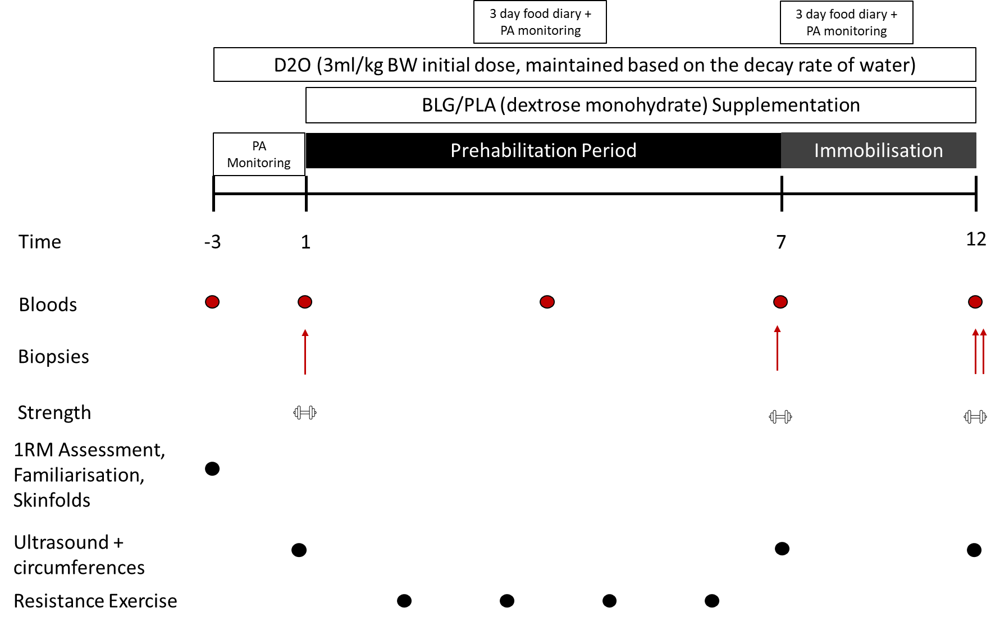 3 day food diary +
PA monitoring
3 day food diary +
PA monitoring
D2O (3ml/kg BW initial dose, maintained based on the decay rate of water)
BLG/PLA (dextrose monohydrate) Supplementation
PA
Monitoring
Prehabilitation Period
Immobilisation
Time
-3
1
7
12
Bloods
Biopsies
Strength
1RM Assessment,
Familiarisation,
Skinfolds
Ultrasound +
circumferences
Resistance Exercise